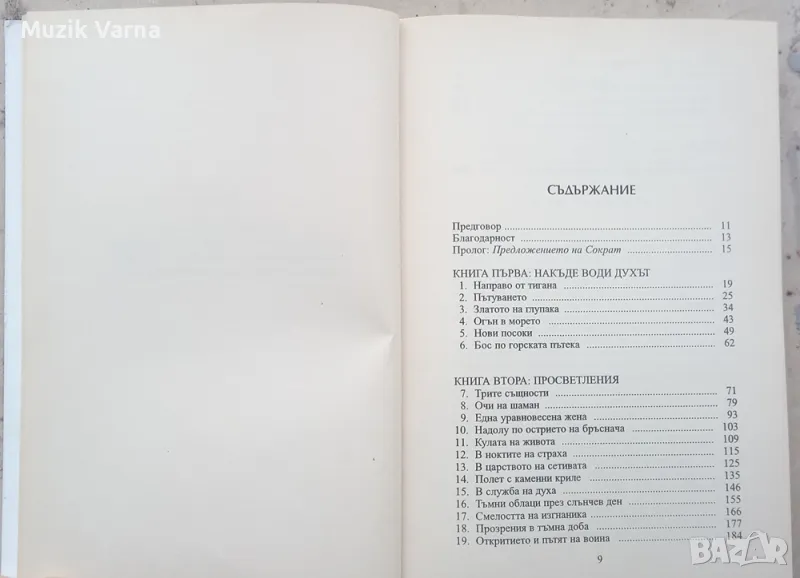 Muzik Varna
СЪДЪРЖАНИЕ
Предговор ........ 11
Благодарност ........ 13
Пролог: Предложението на Сократ ........ 15
КНИГА ПЪРВА: НАКЪДЕ ВОДИ ДУХЪТ
1. Направо от тигана ........ 19
2. Пътуването ........ 25
3. Златото на глупака ........ 34
4. Огън в морето ........ 43
5. Нови посоки ........ 49
6. Бос по горската пътека ........ 62
КНИГА ВТОРА: ПРОСВЕТЛЕНИЯ
7. Трите същности ........ 71
8. Очи на шаман ........ 79
9. Една уравновесена жена ........ 93
10. Надолу по острието на бръснача ........ 103
11. Кулата на живота ........ 109
12. В ноктите на страха ........ 115
13. В царството на сетивата ........ 125
14. Полет с каменни криле ........ 135
15. В служба на духа ........ 146
16. Тъмни облаци през слънчев ден ........ 155
17. Смелостта на изгнаника ........ 166
18. Прозрения в тъмна доба ........ 177
19. Откритието и пътят на воина ........ 184
9
BAZAR